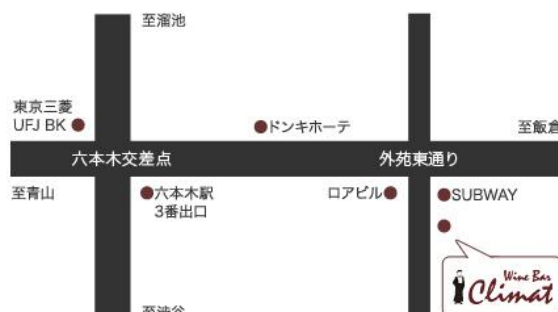 至溜池
東京三菱
UFJ BK
ドンキホーテ
至飯倉
六本木交差点
外苑東通り
至青山
六本木駅
3番出口
ロアビル
SUBWAY
Wine Bar
Climat
至渋谷